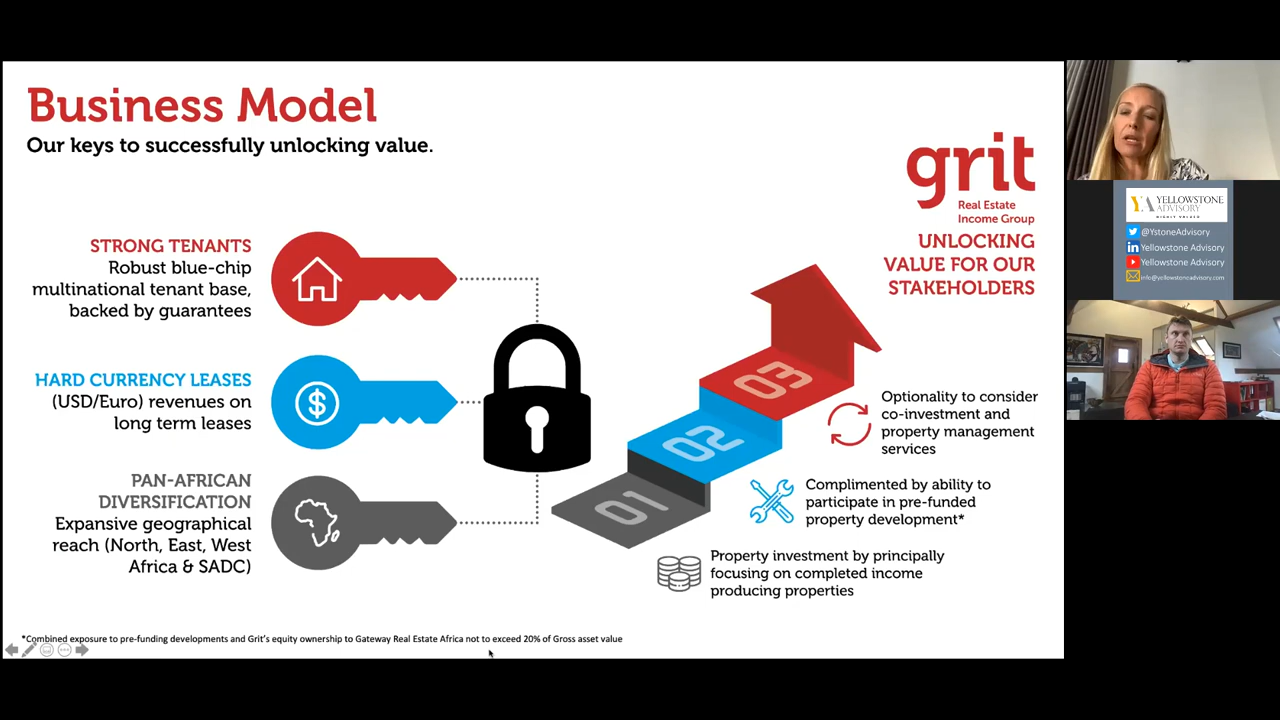 Business Model
Our keys to successfully unlocking value.
grit
Real Estate
Income Group
UNLOCKING
VALUE FOR OUR
STAKEHOLDERS
STRONG TENANTS
Robust blue-chip
multinational tenant base,
backed by guarantees
HARD CURRENCY LEASES
(USD/Euro) revenues on
long term leases
PAN-AFRICAN
DIVERSIFICATION
Expansive geographical
reach (North, East, West
Africa & SADC)
03
02
01
Optionality to consider
co-investment and
property management
services
Complimented by ability to
participate in pre-funded
property development*
Property investment by principally
focusing on completed income
producing properties
*Combined exposure to pre-funding developments and Grit's equity ownership to Gateway Real Estate Africa not to exceed 20% of Gross asset value
YA YELLOWSTONE
ADVISORY
RIGHTLY VALUED
@YstoneAdvisory
Yellowstone Advisory
Yellowstone Advisory
info@yellowstoneadvisory.com